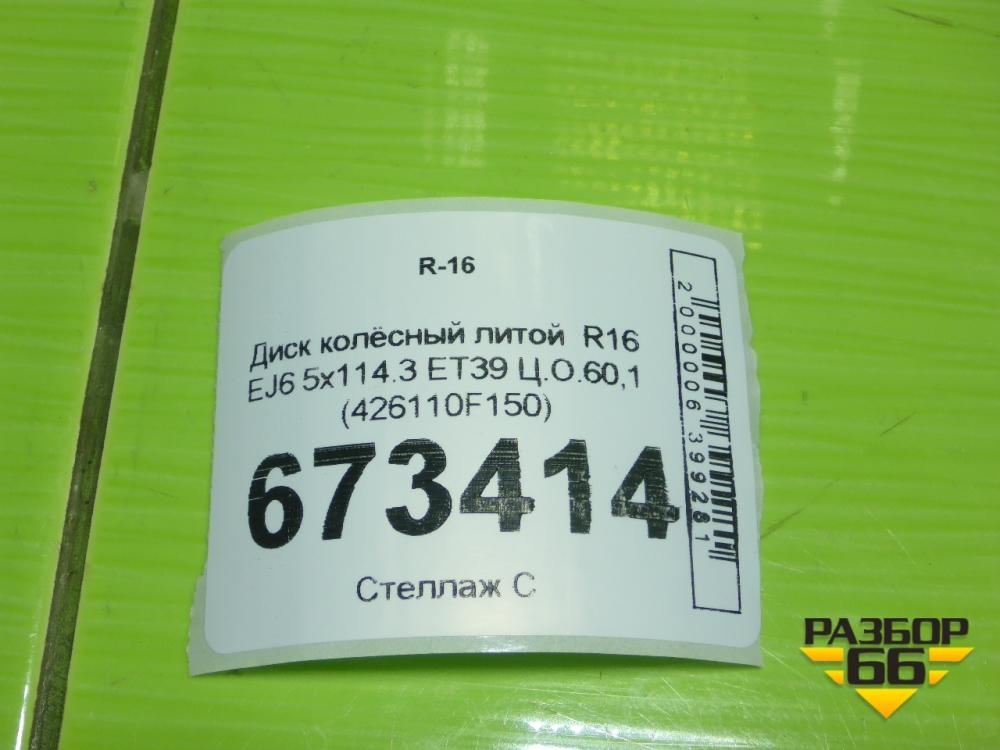 R-16
Диск колёсный литой R16
EJ6 5x114.3 ET39 Ц.О.60,1
(426110F150)
673414
Стеллаж С
2000006399281
РАЗБОР
66